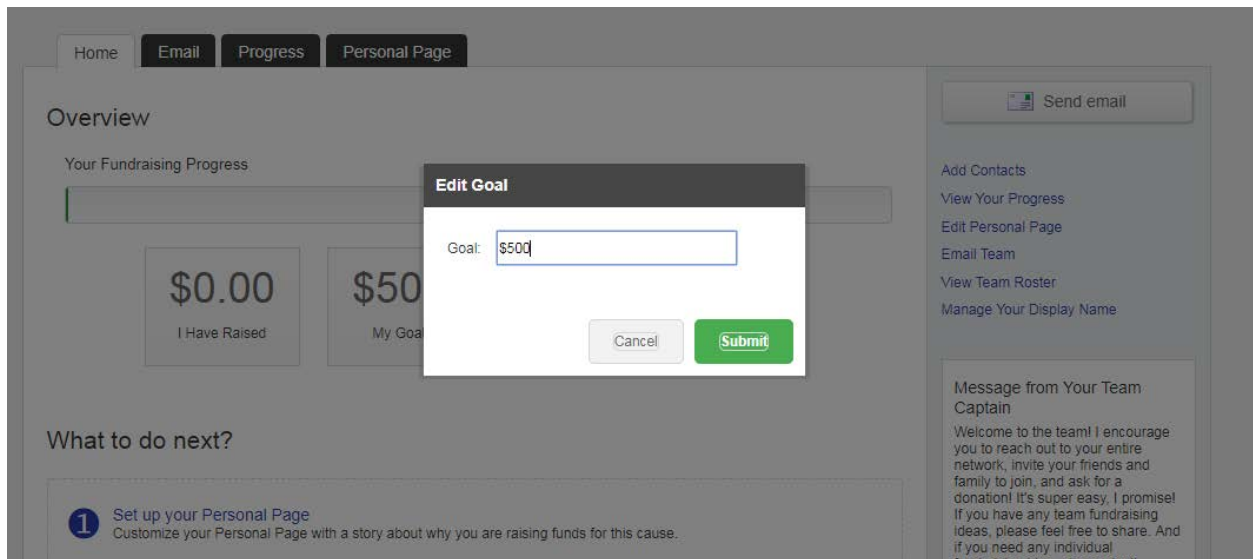 Home Email Progress Personal Page
Overview
Your Fundraising Progress
$0.00
I Have Raised
$50
My Goa
Edit Goal
Goal: $500
Cancel Submit
What to do next?
1 Set up your Personal Page
Customize your Personal Page with a story about why you are raising funds for this cause.
Send email
Add Contacts
View Your Progress
Edit Personal Page
Email Team
View Team Roster
Manage Your Display Name
Message from Your Team
Captain
Welcome to the team! I encourage
you to reach out to your entire
network, invite your friends and
family to join, and ask for a
donation! It's super easy, I promise!
If you have any team fundraising
ideas, please feel free to share. And
if you need any individual